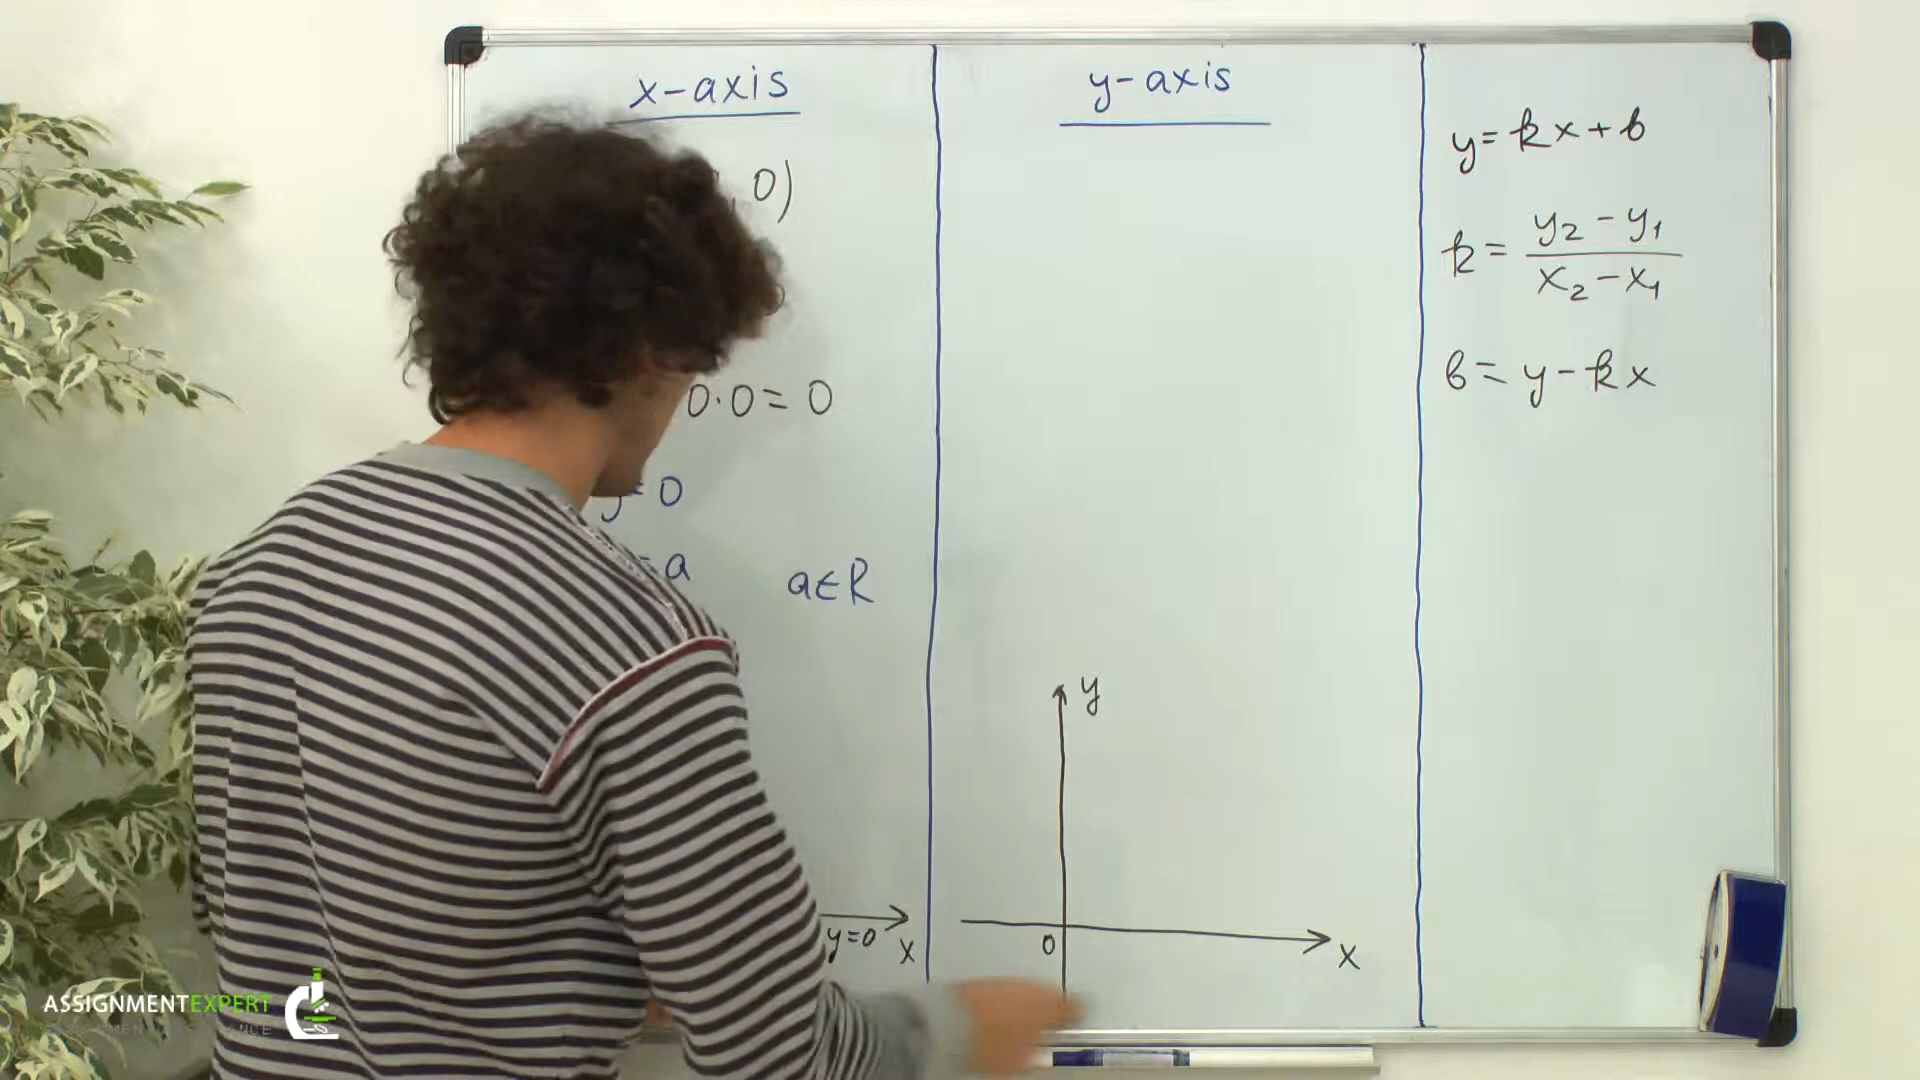 x-axis
0)
0·0=0
y=0
=a a∈R
y=0 x
y-axis
y
0
x
y=kx+b
k= y₂-y₁ / x₂-x₁
b=y-kx
ASSIGNMENTEXPERT